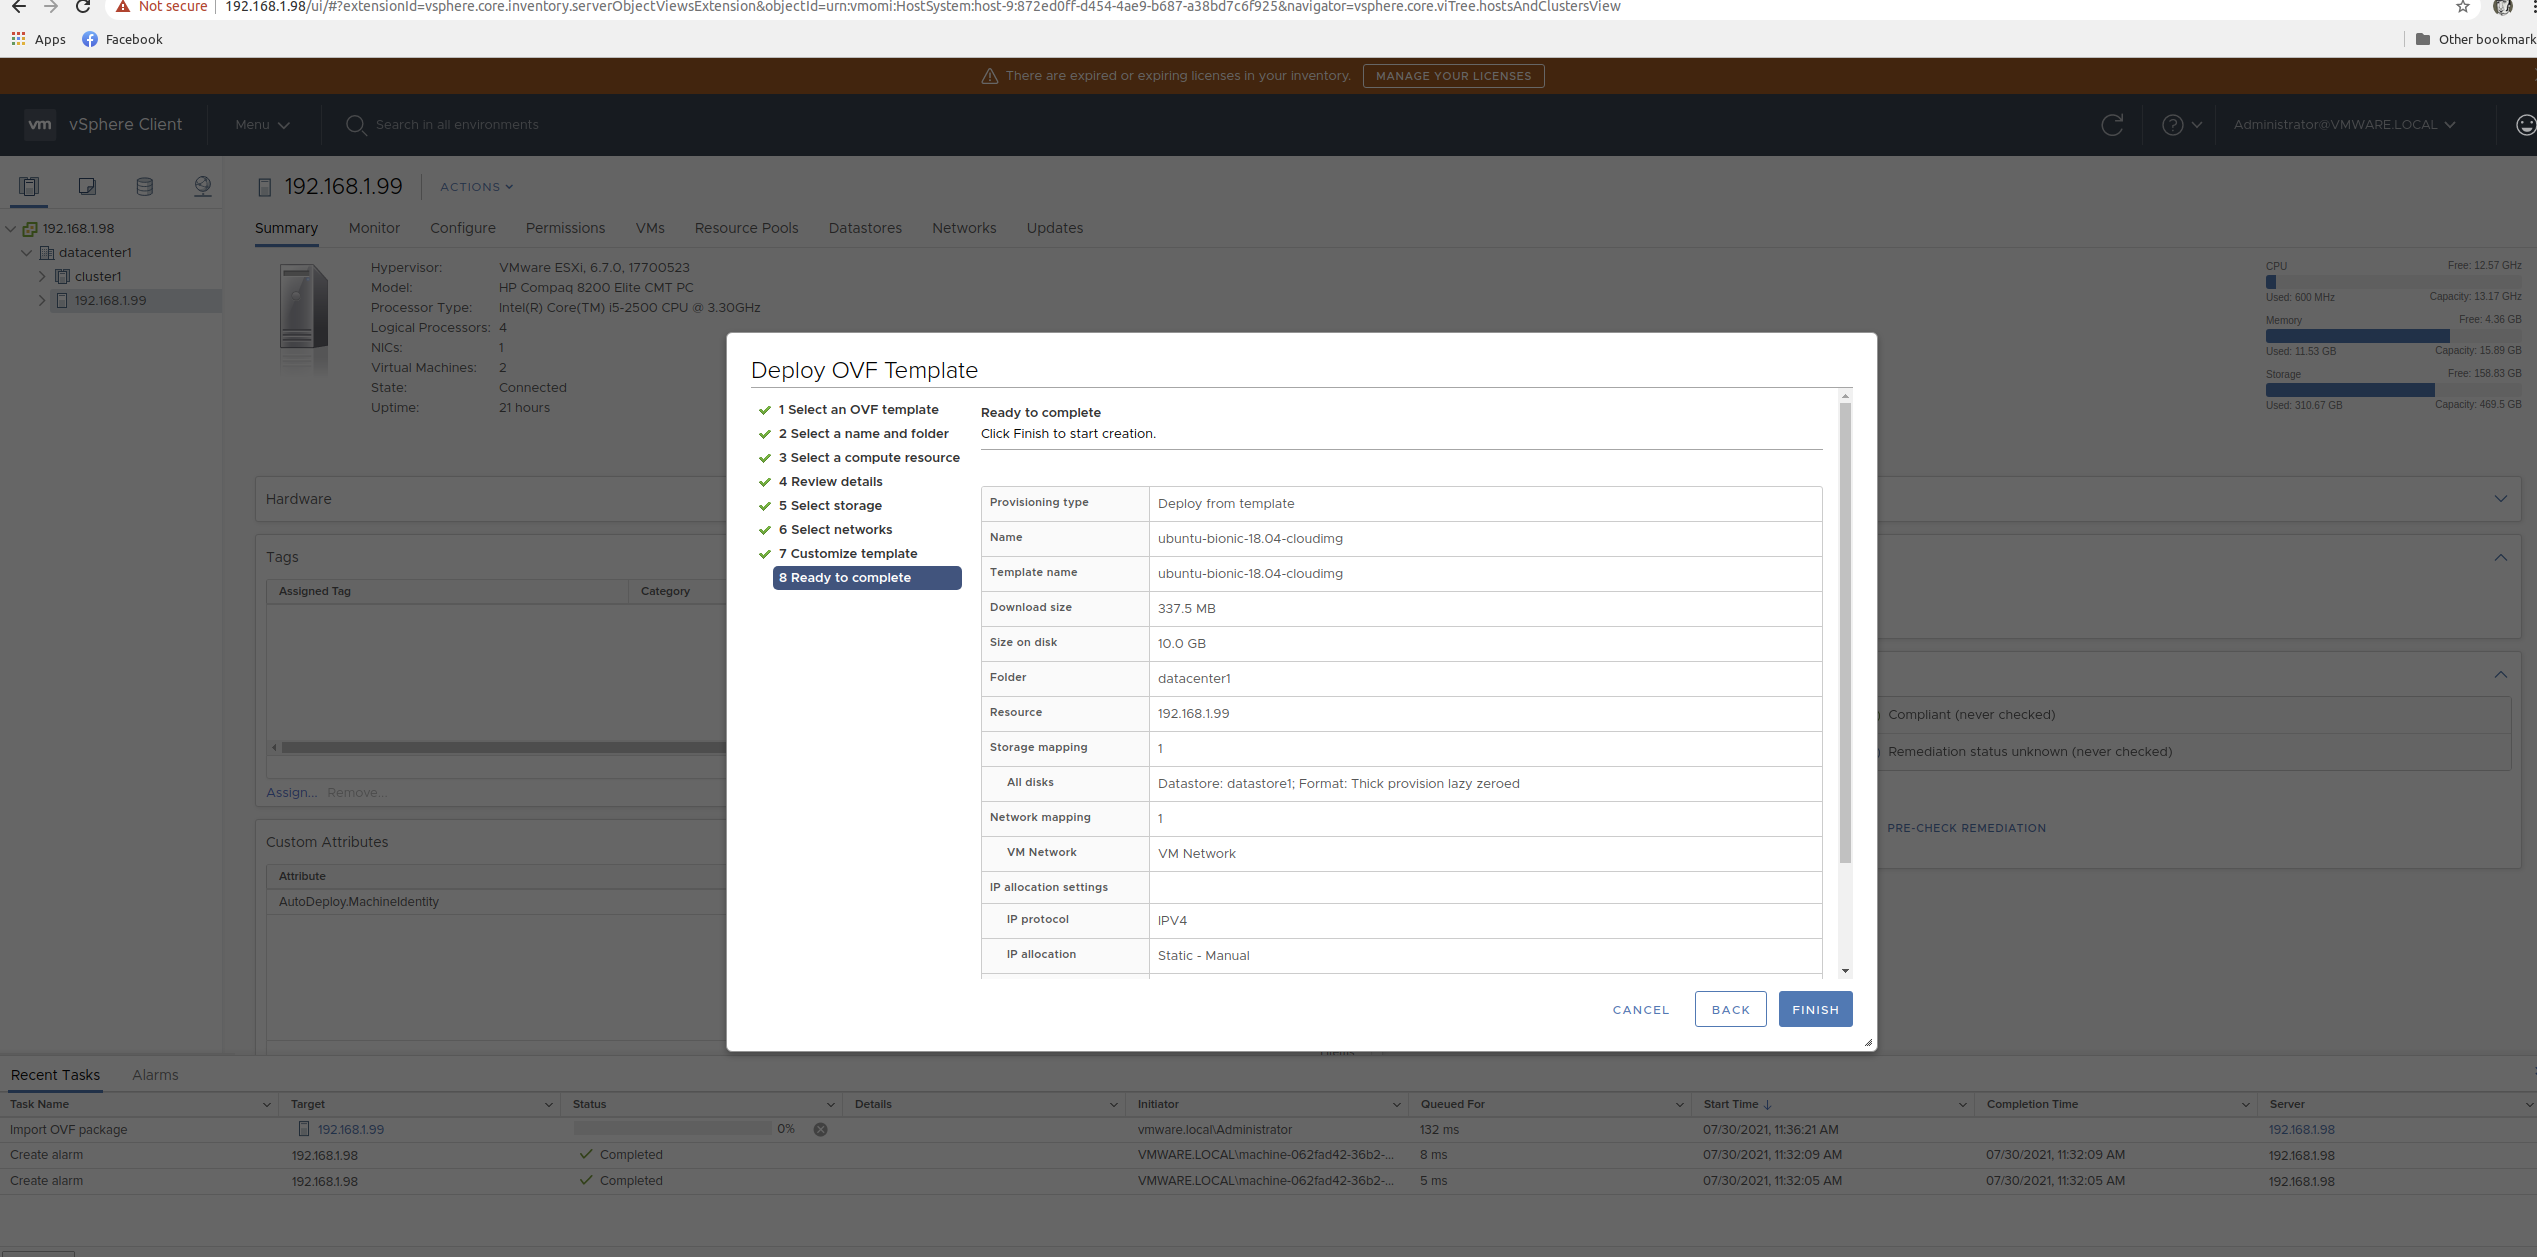 Not secure 192.168.1.98/ui/#?extensionId=vsphere.core.inventory.serverObjectViewsExtension&objectId=urn:vmomi:HostSystem:host-9:872ed0ff-d454-4ae9-b687-a38bd7c6f925&navigator=vsphere.core.viTree.hostsAndClustersView
Apps Facebook Other bookmark
There are expired or expiring licenses in your inventory. MANAGE YOUR LICENSES
vm vSphere Client Menu Search in all environments Administrator@VMWARE.LOCAL
192.168.1.99 ACTIONS
Summary Monitor Configure Permissions VMs Resource Pools Datastores Networks Updates
192.168.1.98
datacenter1
cluster1
192.168.1.99
Hypervisor: VMware ESXi, 6.7.0, 17700523
Model: HP Compaq 8200 Elite CMT PC
Processor Type: Intel(R) Core(TM) i5-2500 CPU @ 3.30GHz
Logical Processors: 4
NICs: 1
Virtual Machines: 2
State: Connected
Uptime: 21 hours
CPU Free: 12.57 GHz
Used: 600 MHz Capacity: 13.17 GHz
Memory Free: 4.36 GB
Used: 11.53 GB Capacity: 15.89 GB
Storage Free: 158.83 GB
Used: 310.67 GB Capacity: 469.5 GB
Hardware
Tags
Assigned Tag Category
Assign... Remove...
Custom Attributes
Attribute
AutoDeploy.MachineIdentity
Compliant (never checked)
Remediation status unknown (never checked)
PRE-CHECK REMEDIATION
Deploy OVF Template
1 Select an OVF template
2 Select a name and folder
3 Select a compute resource
4 Review details
5 Select storage
6 Select networks
7 Customize template
8 Ready to complete
Ready to complete
Click Finish to start creation.
Provisioning type Deploy from template
Name ubuntu-bionic-18.04-cloudimg
Template name ubuntu-bionic-18.04-cloudimg
Download size 337.5 MB
Size on disk 10.0 GB
Folder datacenter1
Resource 192.168.1.99
Storage mapping 1
All disks Datastore: datastore1; Format: Thick provision lazy zeroed
Network mapping 1
VM Network VM Network
IP allocation settings
IP protocol IPV4
IP allocation Static - Manual
CANCEL BACK FINISH
Recent Tasks Alarms
Task Name Target Status Details Initiator Queued For Start Time Completion Time Server
Import OVF package 192.168.1.99 0% vmware.local\Administrator 132 ms 07/30/2021, 11:36:21 AM 192.168.1.98
Create alarm 192.168.1.98 Completed VMWARE.LOCAL\machine-062fad42-36b2-... 8 ms 07/30/2021, 11:32:09 AM 07/30/2021, 11:32:09 AM 192.168.1.98
Create alarm 192.168.1.98 Completed VMWARE.LOCAL\machine-062fad42-36b2-... 5 ms 07/30/2021, 11:32:05 AM 07/30/2021, 11:32:05 AM 192.168.1.98